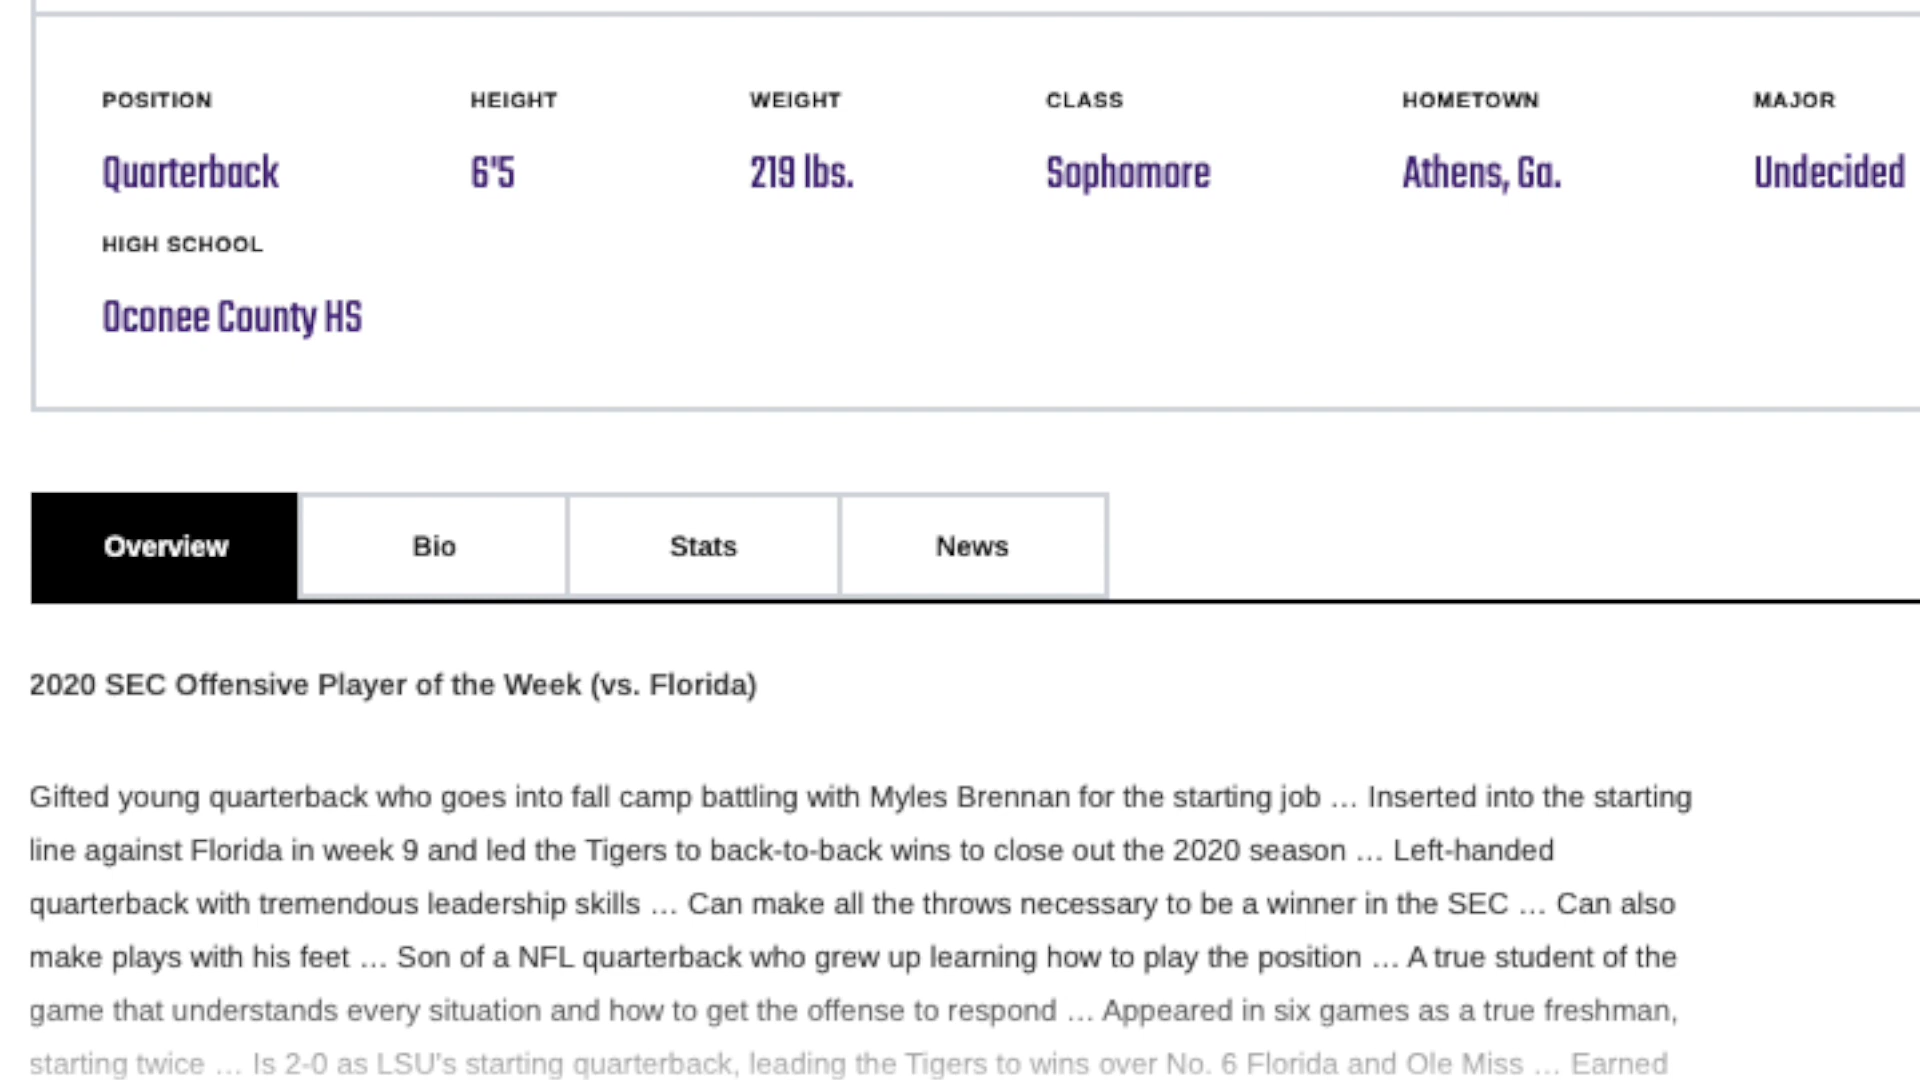 POSITION HEIGHT WEIGHT CLASS HOMETOWN MAJOR
Quarterback 6'5 219 lbs. Sophomore Athens, Ga. Undecided
HIGH SCHOOL
Oconee County HS
Overview Bio Stats News
2020 SEC Offensive Player of the Week (vs. Florida)
Gifted young quarterback who goes into fall camp battling with Myles Brennan for the starting job … Inserted into the starting
line against Florida in week 9 and led the Tigers to back-to-back wins to close out the 2020 season … Left-handed
quarterback with tremendous leadership skills … Can make all the throws necessary to be a winner in the SEC … Can also
make plays with his feet … Son of a NFL quarterback who grew up learning how to play the position … A true student of the
game that understands every situation and how to get the offense to respond … Appeared in six games as a true freshman,
starting twice … Is 2-0 as LSU's starting quarterback, leading the Tigers to wins over No. 6 Florida and Ole Miss … Earned